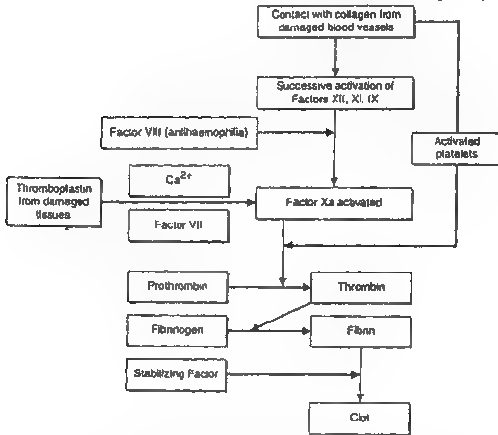 Contact with collagen from
damaged blood vessels
Successive activation of
Factors XII, XI, IX
Factor VIII (antihaemophilia)
Activated
platelets
Ca2+
Thromboplastin
from damaged
tissues
Factor Xa activated
Factor VII
Prothrombin
Thrombin
Fibrinogen
Fibrin
Stabilizing Factor
Clot